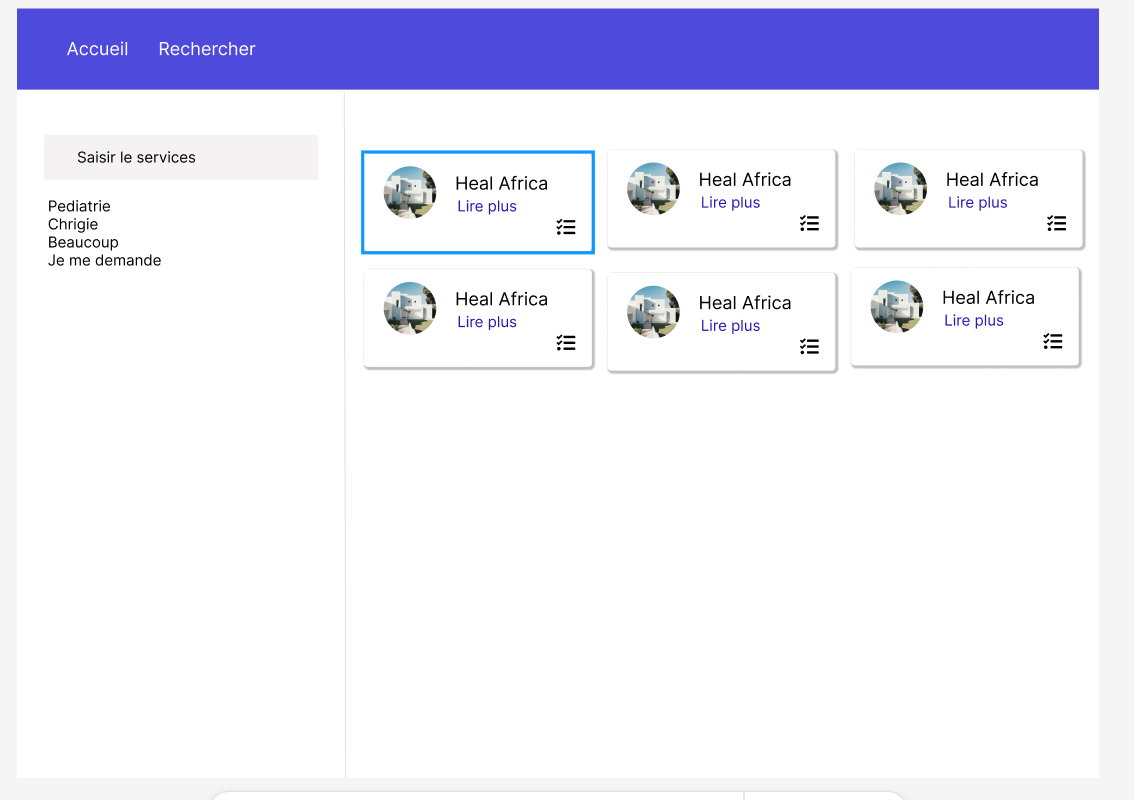 Accueil Rechercher
Saisir le services
Pediatrie
Chrigie
Beaucoup
Je me demande
Heal Africa
Lire plus
Heal Africa
Lire plus
Heal Africa
Lire plus
Heal Africa
Lire plus
Heal Africa
Lire plus
Heal Africa
Lire plus